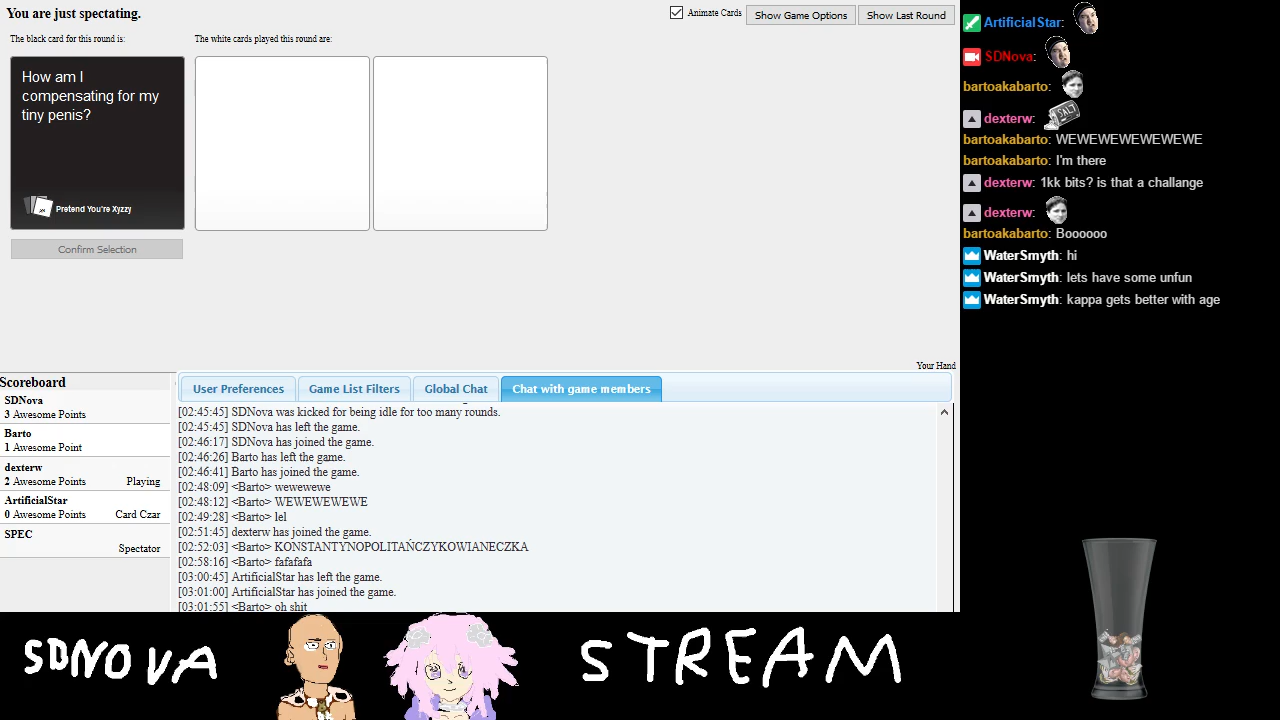 You are just spectating.
Animate Cards
Show Game Options
Show Last Round
The black card for this round is:
The white cards played this round are:
How am I
compensating for my
tiny penis?
Pretend You're Xyzzy
Confirm Selection
Your Hand
Scoreboard
SDNova
3 Awesome Points
Barto
1 Awesome Point
dexterw
2 Awesome Points Playing
ArtificialStar
0 Awesome Points Card Czar
SPEC
Spectator
User Preferences
Game List Filters
Global Chat
Chat with game members
[02:45:45] SDNova was kicked for being idle for too many rounds.
[02:45:45] SDNova has left the game.
[02:46:17] SDNova has joined the game.
[02:46:26] Barto has left the game.
[02:46:41] Barto has joined the game.
[02:48:09] <Barto> wewewewe
[02:48:12] <Barto> WEWEWEWEWE
[02:49:28] <Barto> lel
[02:51:45] dexterw has joined the game.
[02:52:03] <Barto> KONSTANTYNOPOLITAŃCZYKOWIANECZKA
[02:58:16] <Barto> fafafafa
[03:00:45] ArtificialStar has left the game.
[03:01:00] ArtificialStar has joined the game.
[03:01:55] <Barto> oh shit
ArtificialStar:
SDNova:
bartoakabarto:
dexterw:
SALT
bartoakabarto: WEWEWEWEWEWEWE
bartoakabarto: I'm there
dexterw: 1kk bits? is that a challange
dexterw:
bartoakabarto: Boooooo
WaterSmyth: hi
WaterSmyth: lets have some unfun
WaterSmyth: kappa gets better with age
SDNOVA
STREAM